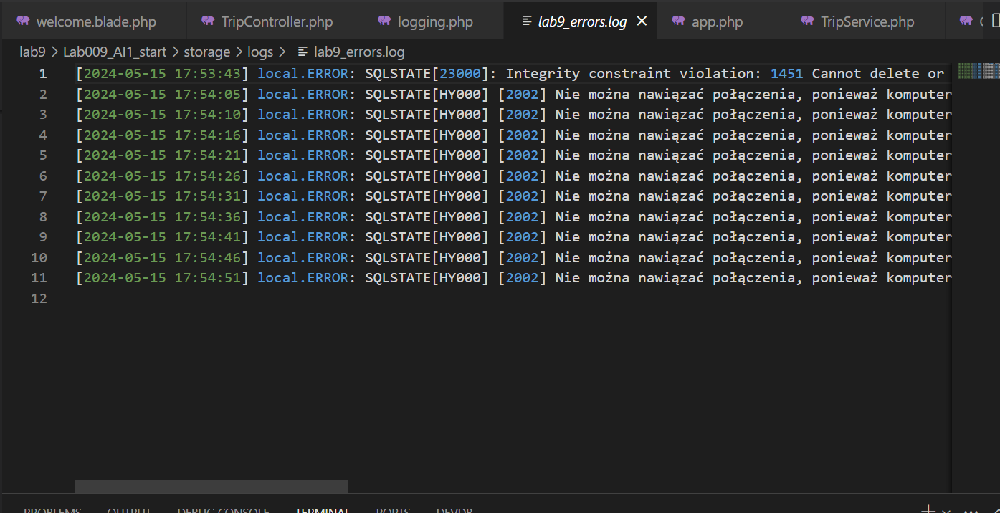 welcome.blade.php TripController.php logging.php lab9_errors.log app.php TripService.php
lab9 > Lab009_AI1_start > storage > logs > lab9_errors.log
1 [2024-05-15 17:53:43] local.ERROR: SQLSTATE[23000]: Integrity constraint violation: 1451 Cannot delete or
2 [2024-05-15 17:54:05] local.ERROR: SQLSTATE[HY000] [2002] Nie można nawiązać połączenia, ponieważ komputer
3 [2024-05-15 17:54:10] local.ERROR: SQLSTATE[HY000] [2002] Nie można nawiązać połączenia, ponieważ komputer
4 [2024-05-15 17:54:16] local.ERROR: SQLSTATE[HY000] [2002] Nie można nawiązać połączenia, ponieważ komputer
5 [2024-05-15 17:54:21] local.ERROR: SQLSTATE[HY000] [2002] Nie można nawiązać połączenia, ponieważ komputer
6 [2024-05-15 17:54:26] local.ERROR: SQLSTATE[HY000] [2002] Nie można nawiązać połączenia, ponieważ komputer
7 [2024-05-15 17:54:31] local.ERROR: SQLSTATE[HY000] [2002] Nie można nawiązać połączenia, ponieważ komputer
8 [2024-05-15 17:54:36] local.ERROR: SQLSTATE[HY000] [2002] Nie można nawiązać połączenia, ponieważ komputer
9 [2024-05-15 17:54:41] local.ERROR: SQLSTATE[HY000] [2002] Nie można nawiązać połączenia, ponieważ komputer
10 [2024-05-15 17:54:46] local.ERROR: SQLSTATE[HY000] [2002] Nie można nawiązać połączenia, ponieważ komputer
11 [2024-05-15 17:54:51] local.ERROR: SQLSTATE[HY000] [2002] Nie można nawiązać połączenia, ponieważ komputer
12
PROBLEMS OUTPUT DEBUG CONSOLE TERMINAL PORTS DEVDB